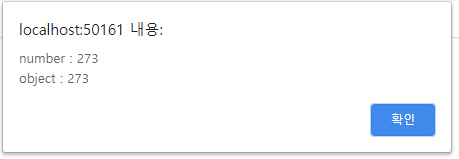 localhost:50161 내용:
number : 273
object : 273
확인